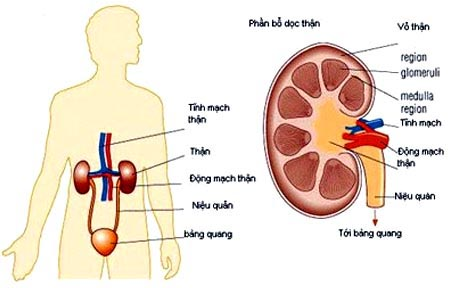 Tĩnh mạch
thận
Thận
Động mạch thận
Niệu quản
bàng quang
Phần bổ dọc thận
Vỏ thận
region
glomeruli
medulla
region
Tĩnh mạch
Động mạch
thận
Niệu quản
Tới bàng quang